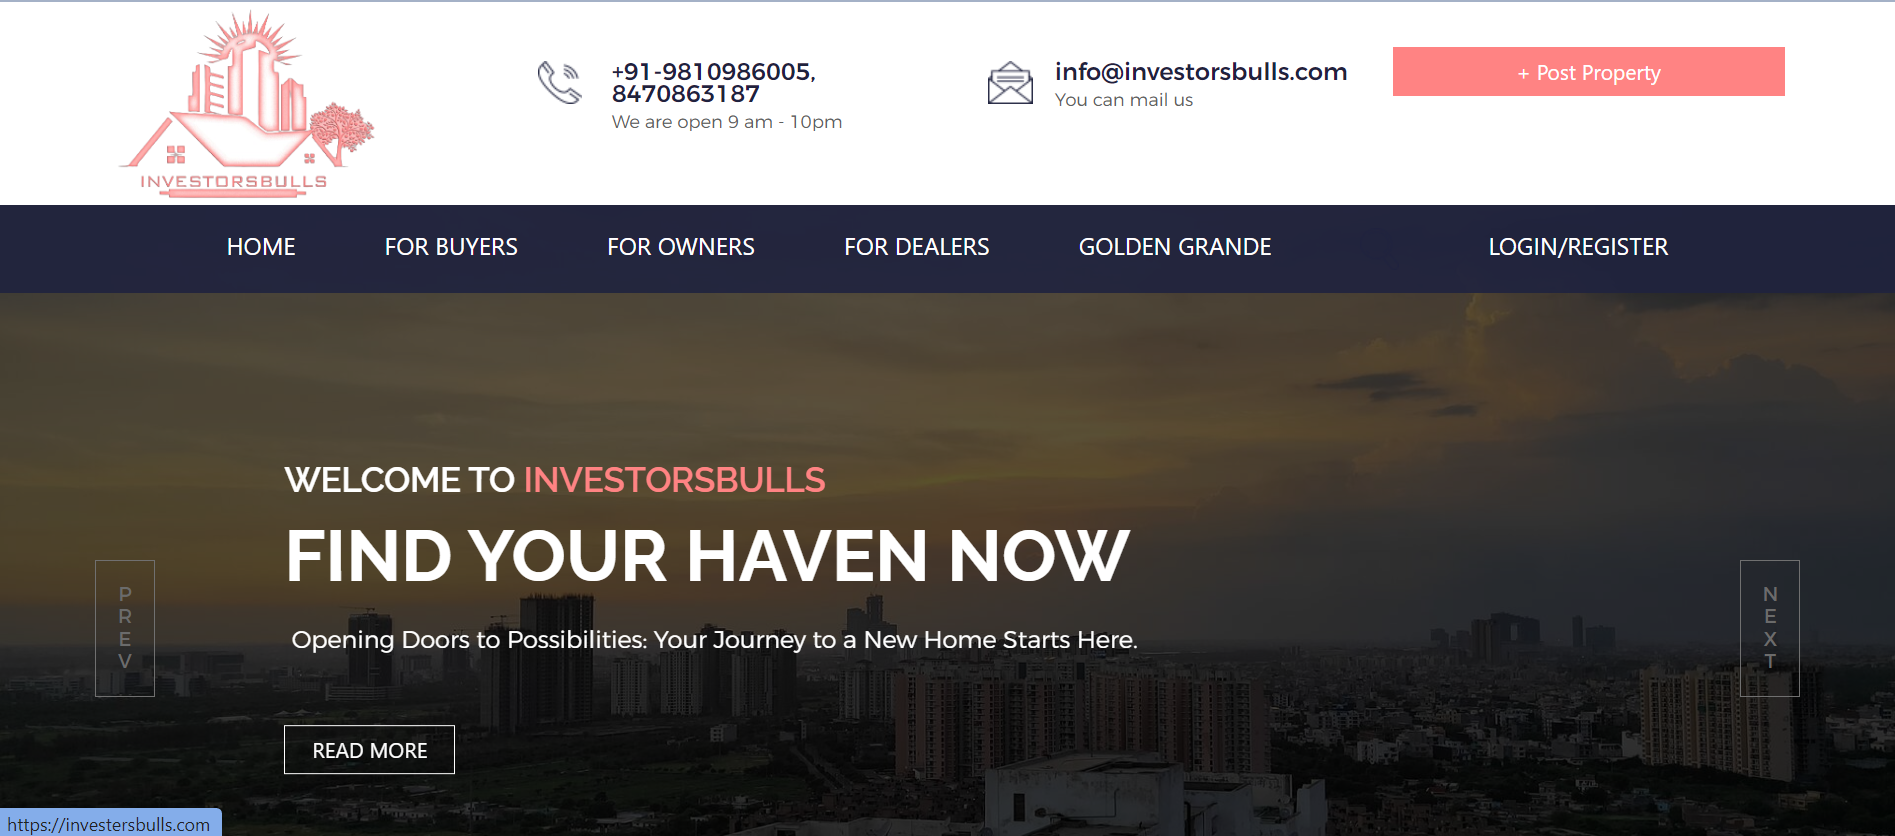 INVESTORSBULLS
+91-9810986005,
8470863187
We are open 9 am - 10pm
info@investorsbulls.com
You can mail us
+ Post Property
HOME
FOR BUYERS
FOR OWNERS
FOR DEALERS
GOLDEN GRANDE
LOGIN/REGISTER
WELCOME TO INVESTORSBULLS
FIND YOUR HAVEN NOW
Opening Doors to Possibilities: Your Journey to a New Home Starts Here.
PREV
NEXT
READ MORE
https://investersbulls.com